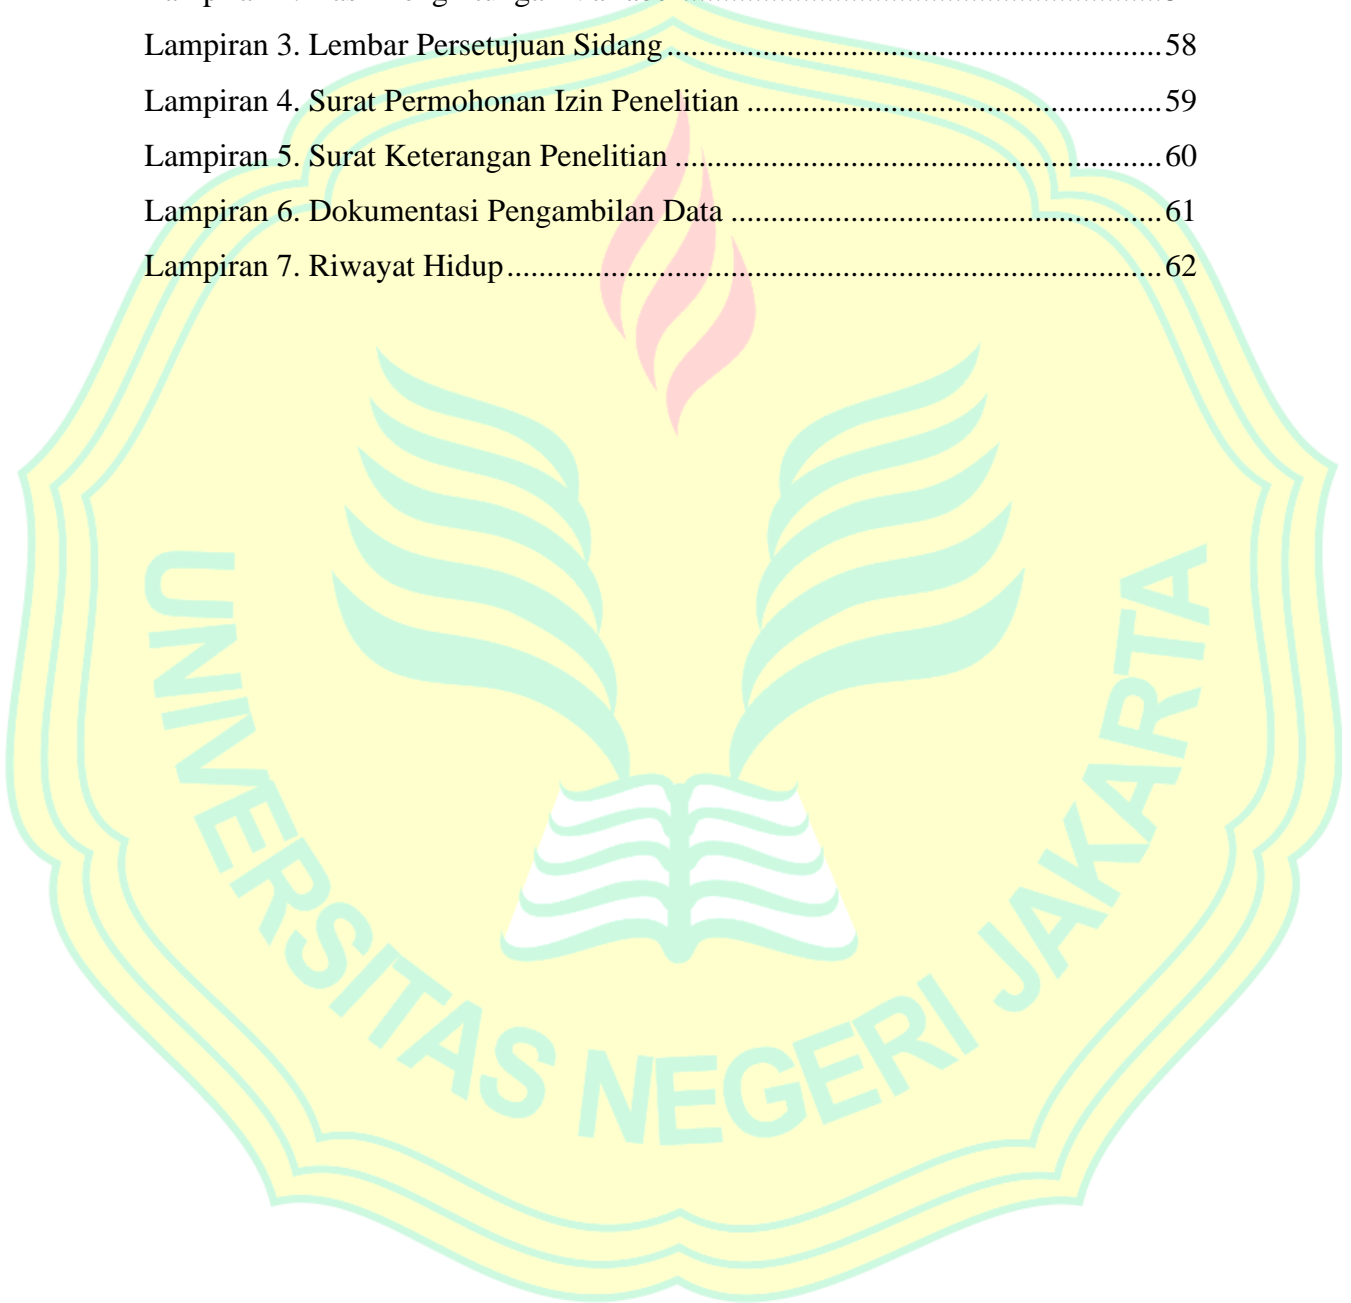 Lampiran 3. Lembar Persetujuan Sidang............................................................58
Lampiran 4. Surat Permohonan Izin Penelitian ..................................................59
Lampiran 5. Surat Keterangan Penelitian ...........................................................60
Lampiran 6. Dokumentasi Pengambilan Data ....................................................61
Lampiran 7. Riwayat Hidup................................................................................62
UNIVERSITAS NEGERI JAKARTA